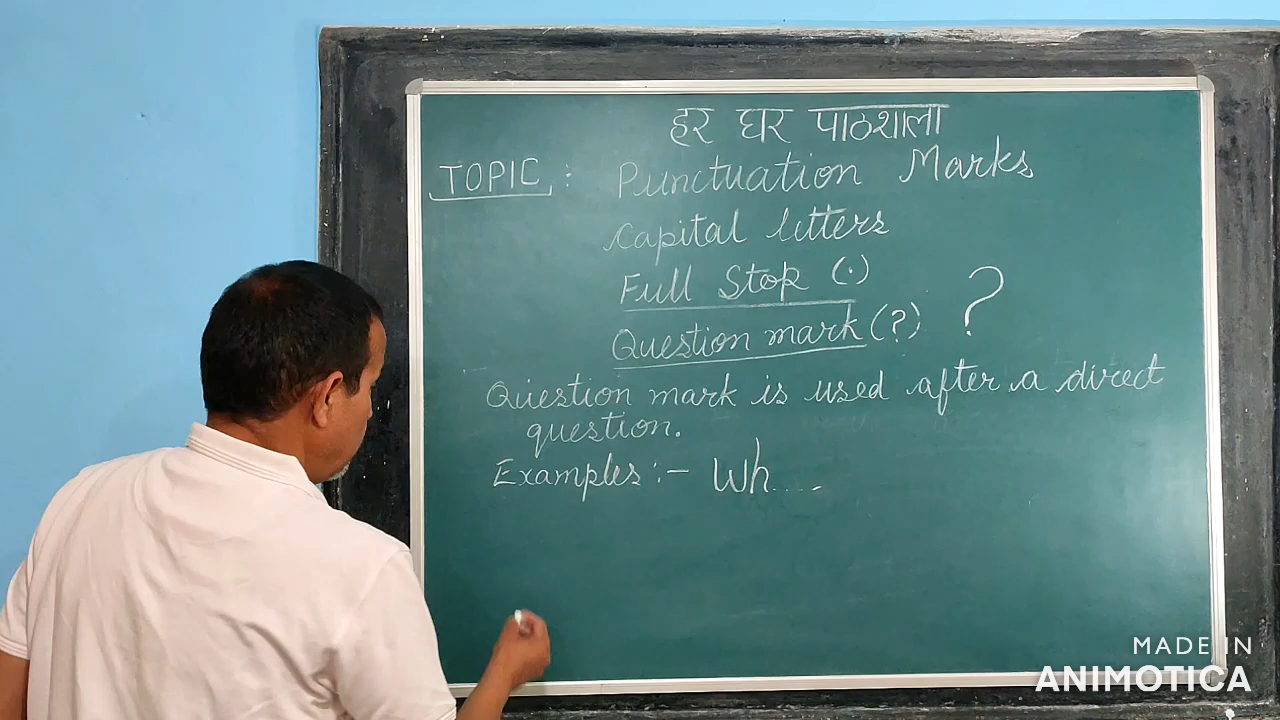 हर घर पाठशाला
TOPIC : Punctuation Marks
Capital letters
Full Stop (.)
Question mark (?) ?
Question mark is used after a direct
question.
Examples :- Wh.....
MADE IN
ANIMOTICA